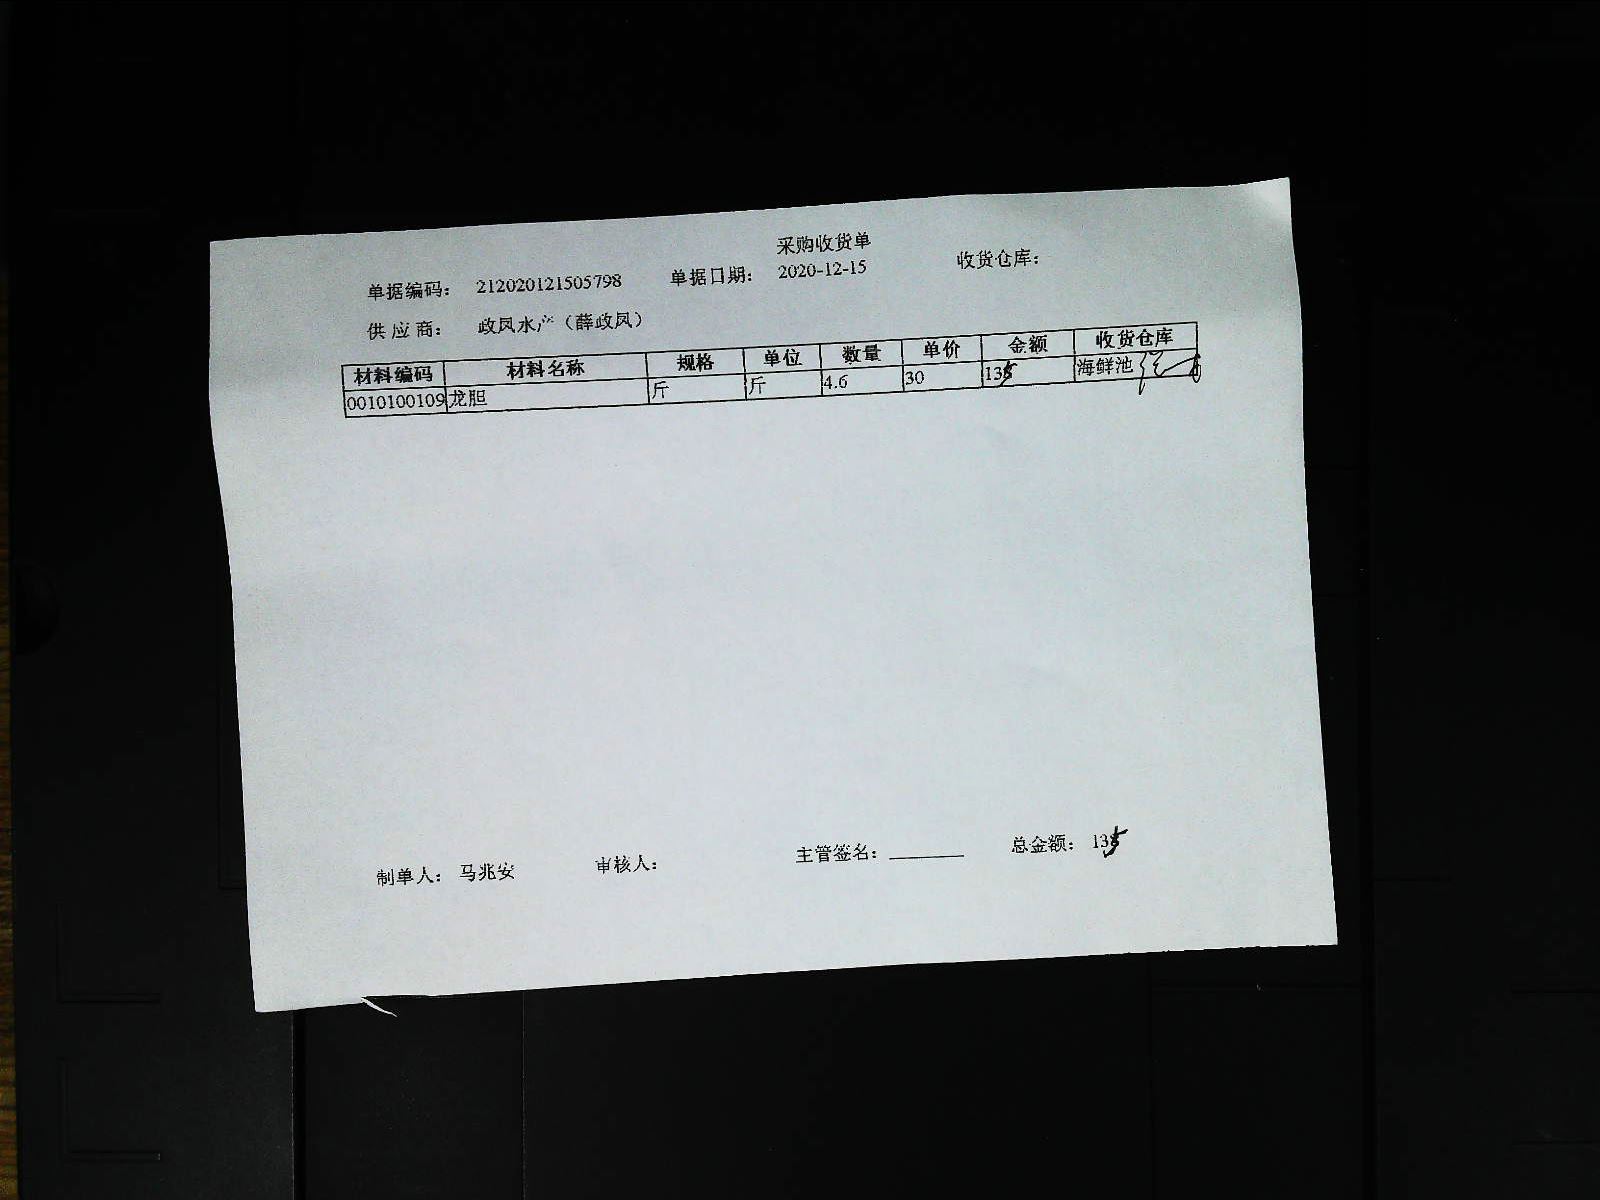 采购收货单
单据编码： 212020121505798 单据日期： 2020-12-15 收货仓库：
供 应 商： 政凤水产（薛政凤）
材料编码 材料名称 规格 单位 数量 单价 金额 收货仓库
0010100109 龙胆 斤 斤 4.6 30 135 海鲜池
制单人： 马兆安 审核人： 主管签名： 总金额： 135